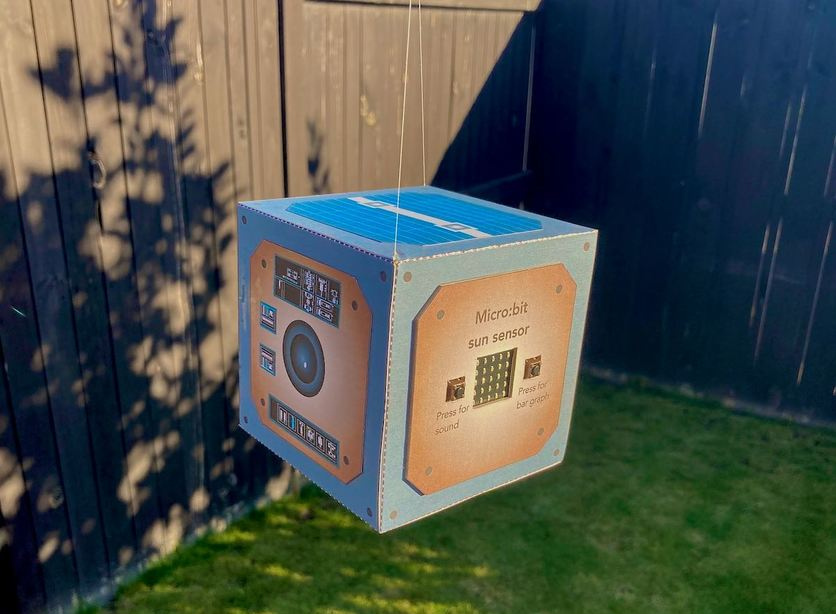 Micro:bit
sun sensor
Press for
sound
Press for
bar graph